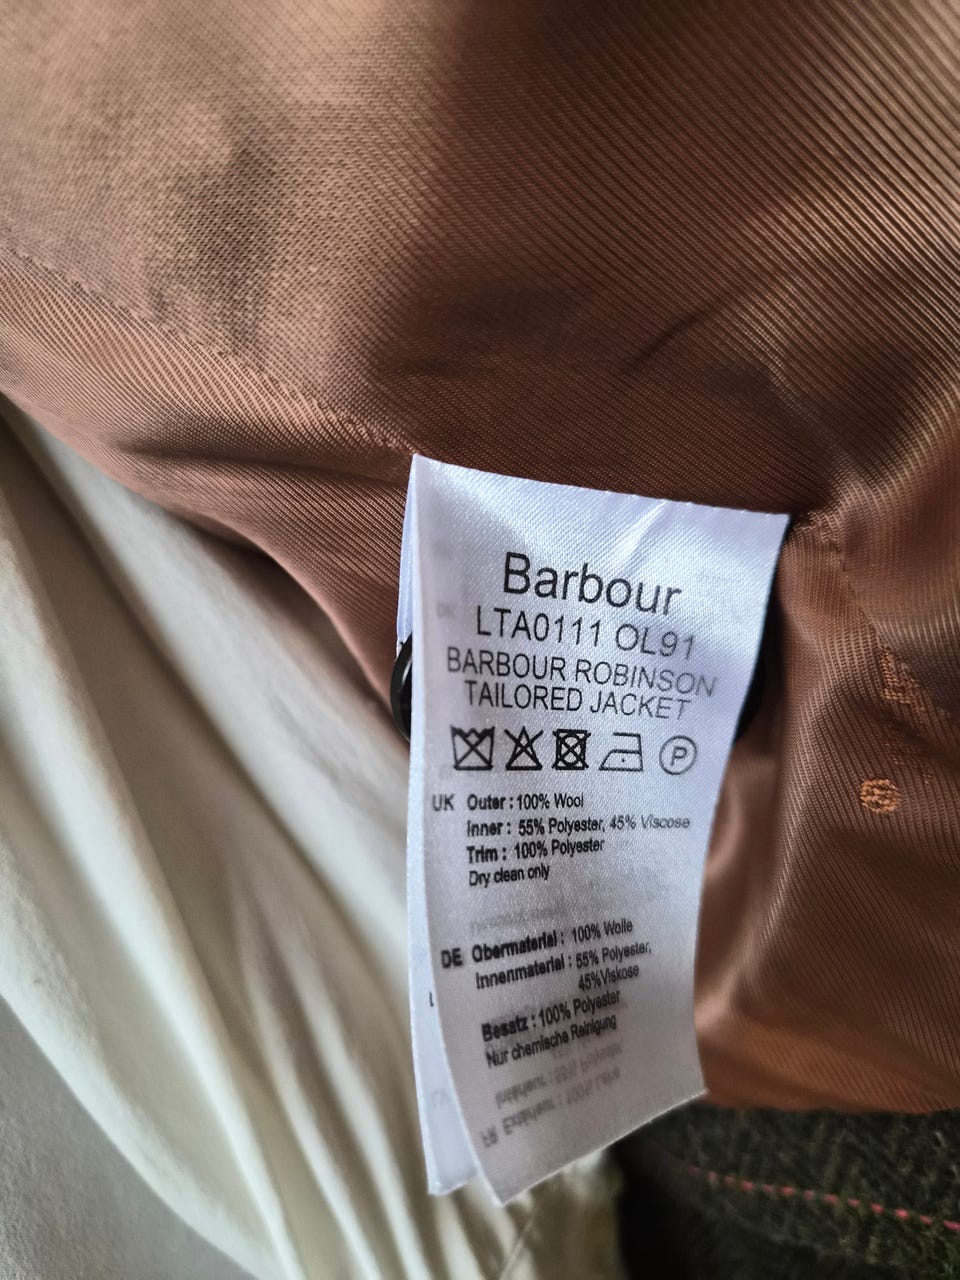 Barbour
LTA0111 OL91
BARBOUR ROBINSON
TAILORED JACKET
P
UK Outer : 100% Wool
Inner : 55% Polyester, 45% Viscose
Trim : 100% Polyester
Dry clean only
DE Obermaterial : 100% Wolle
Innenmaterial : 55% Polyester,
45%Viskose
Besatz : 100% Polyester
Nur chemische Reinigung